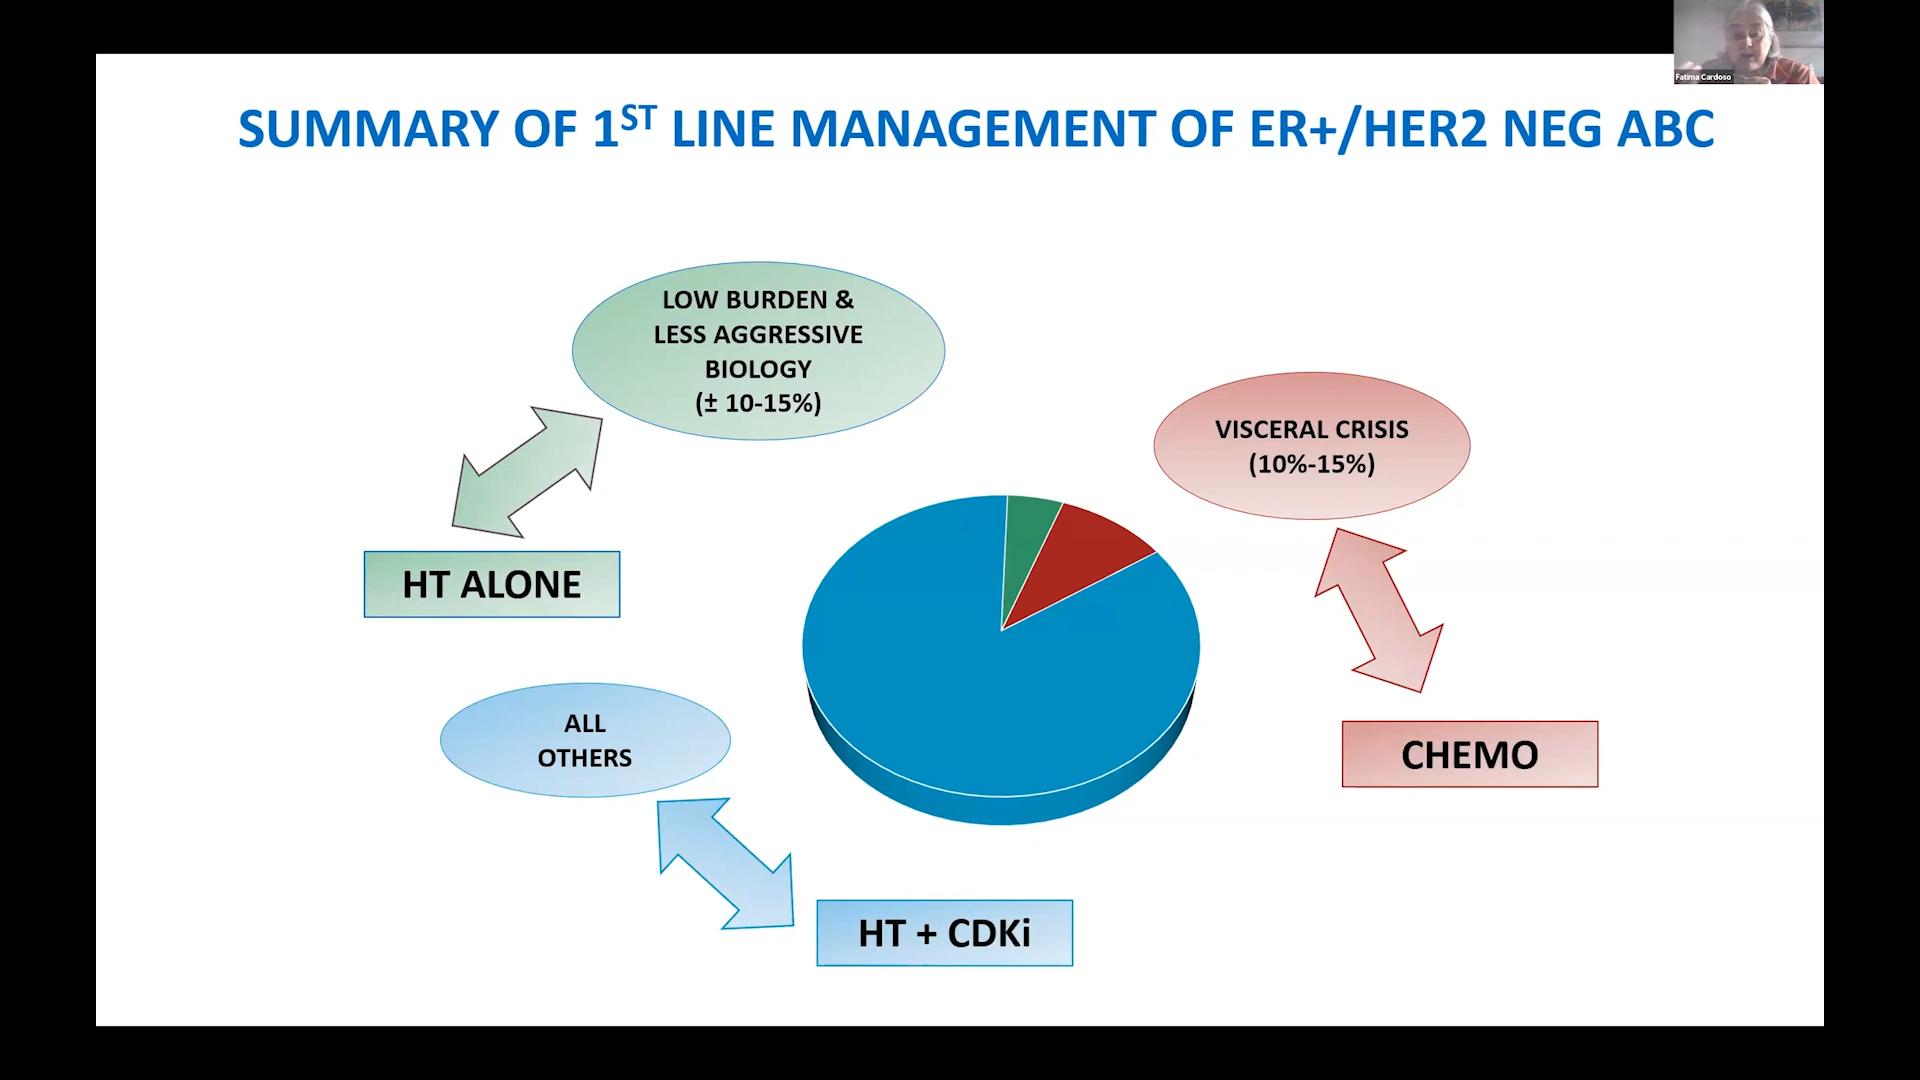 Fatima Cardoso
SUMMARY OF 1ST LINE MANAGEMENT OF ER+/HER2 NEG ABC
LOW BURDEN &
LESS AGGRESSIVE
BIOLOGY
(± 10-15%)
VISCERAL CRISIS
(10%-15%)
HT ALONE
ALL
OTHERS
CHEMO
HT + CDKi